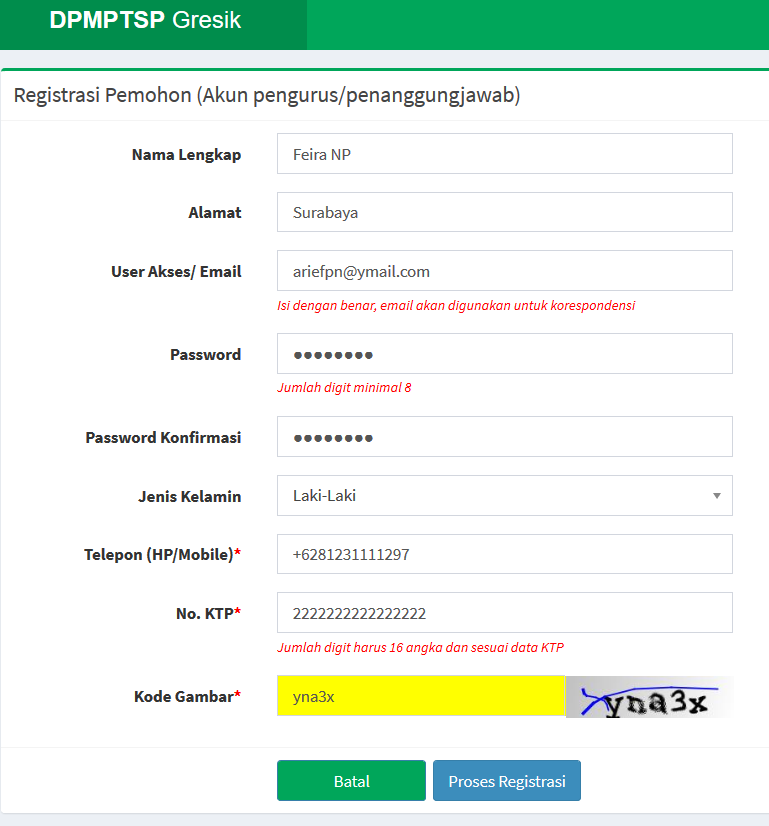 DPMPTSP Gresik
Registrasi Pemohon (Akun pengurus/penanggungjawab)
Nama Lengkap Feira NP
Alamat Surabaya
User Akses/ Email ariefpn@ymail.com
Isi dengan benar, email akan digunakan untuk korespondensi
Password ●●●●●●●●
Jumlah digit minimal 8
Password Konfirmasi ●●●●●●●●
Jenis Kelamin Laki-Laki
Telepon (HP/Mobile)* +6281231111297
No. KTP* 2222222222222222
Jumlah digit harus 16 angka dan sesuai data KTP
Kode Gambar* yna3x yna3x
Batal Proses Registrasi